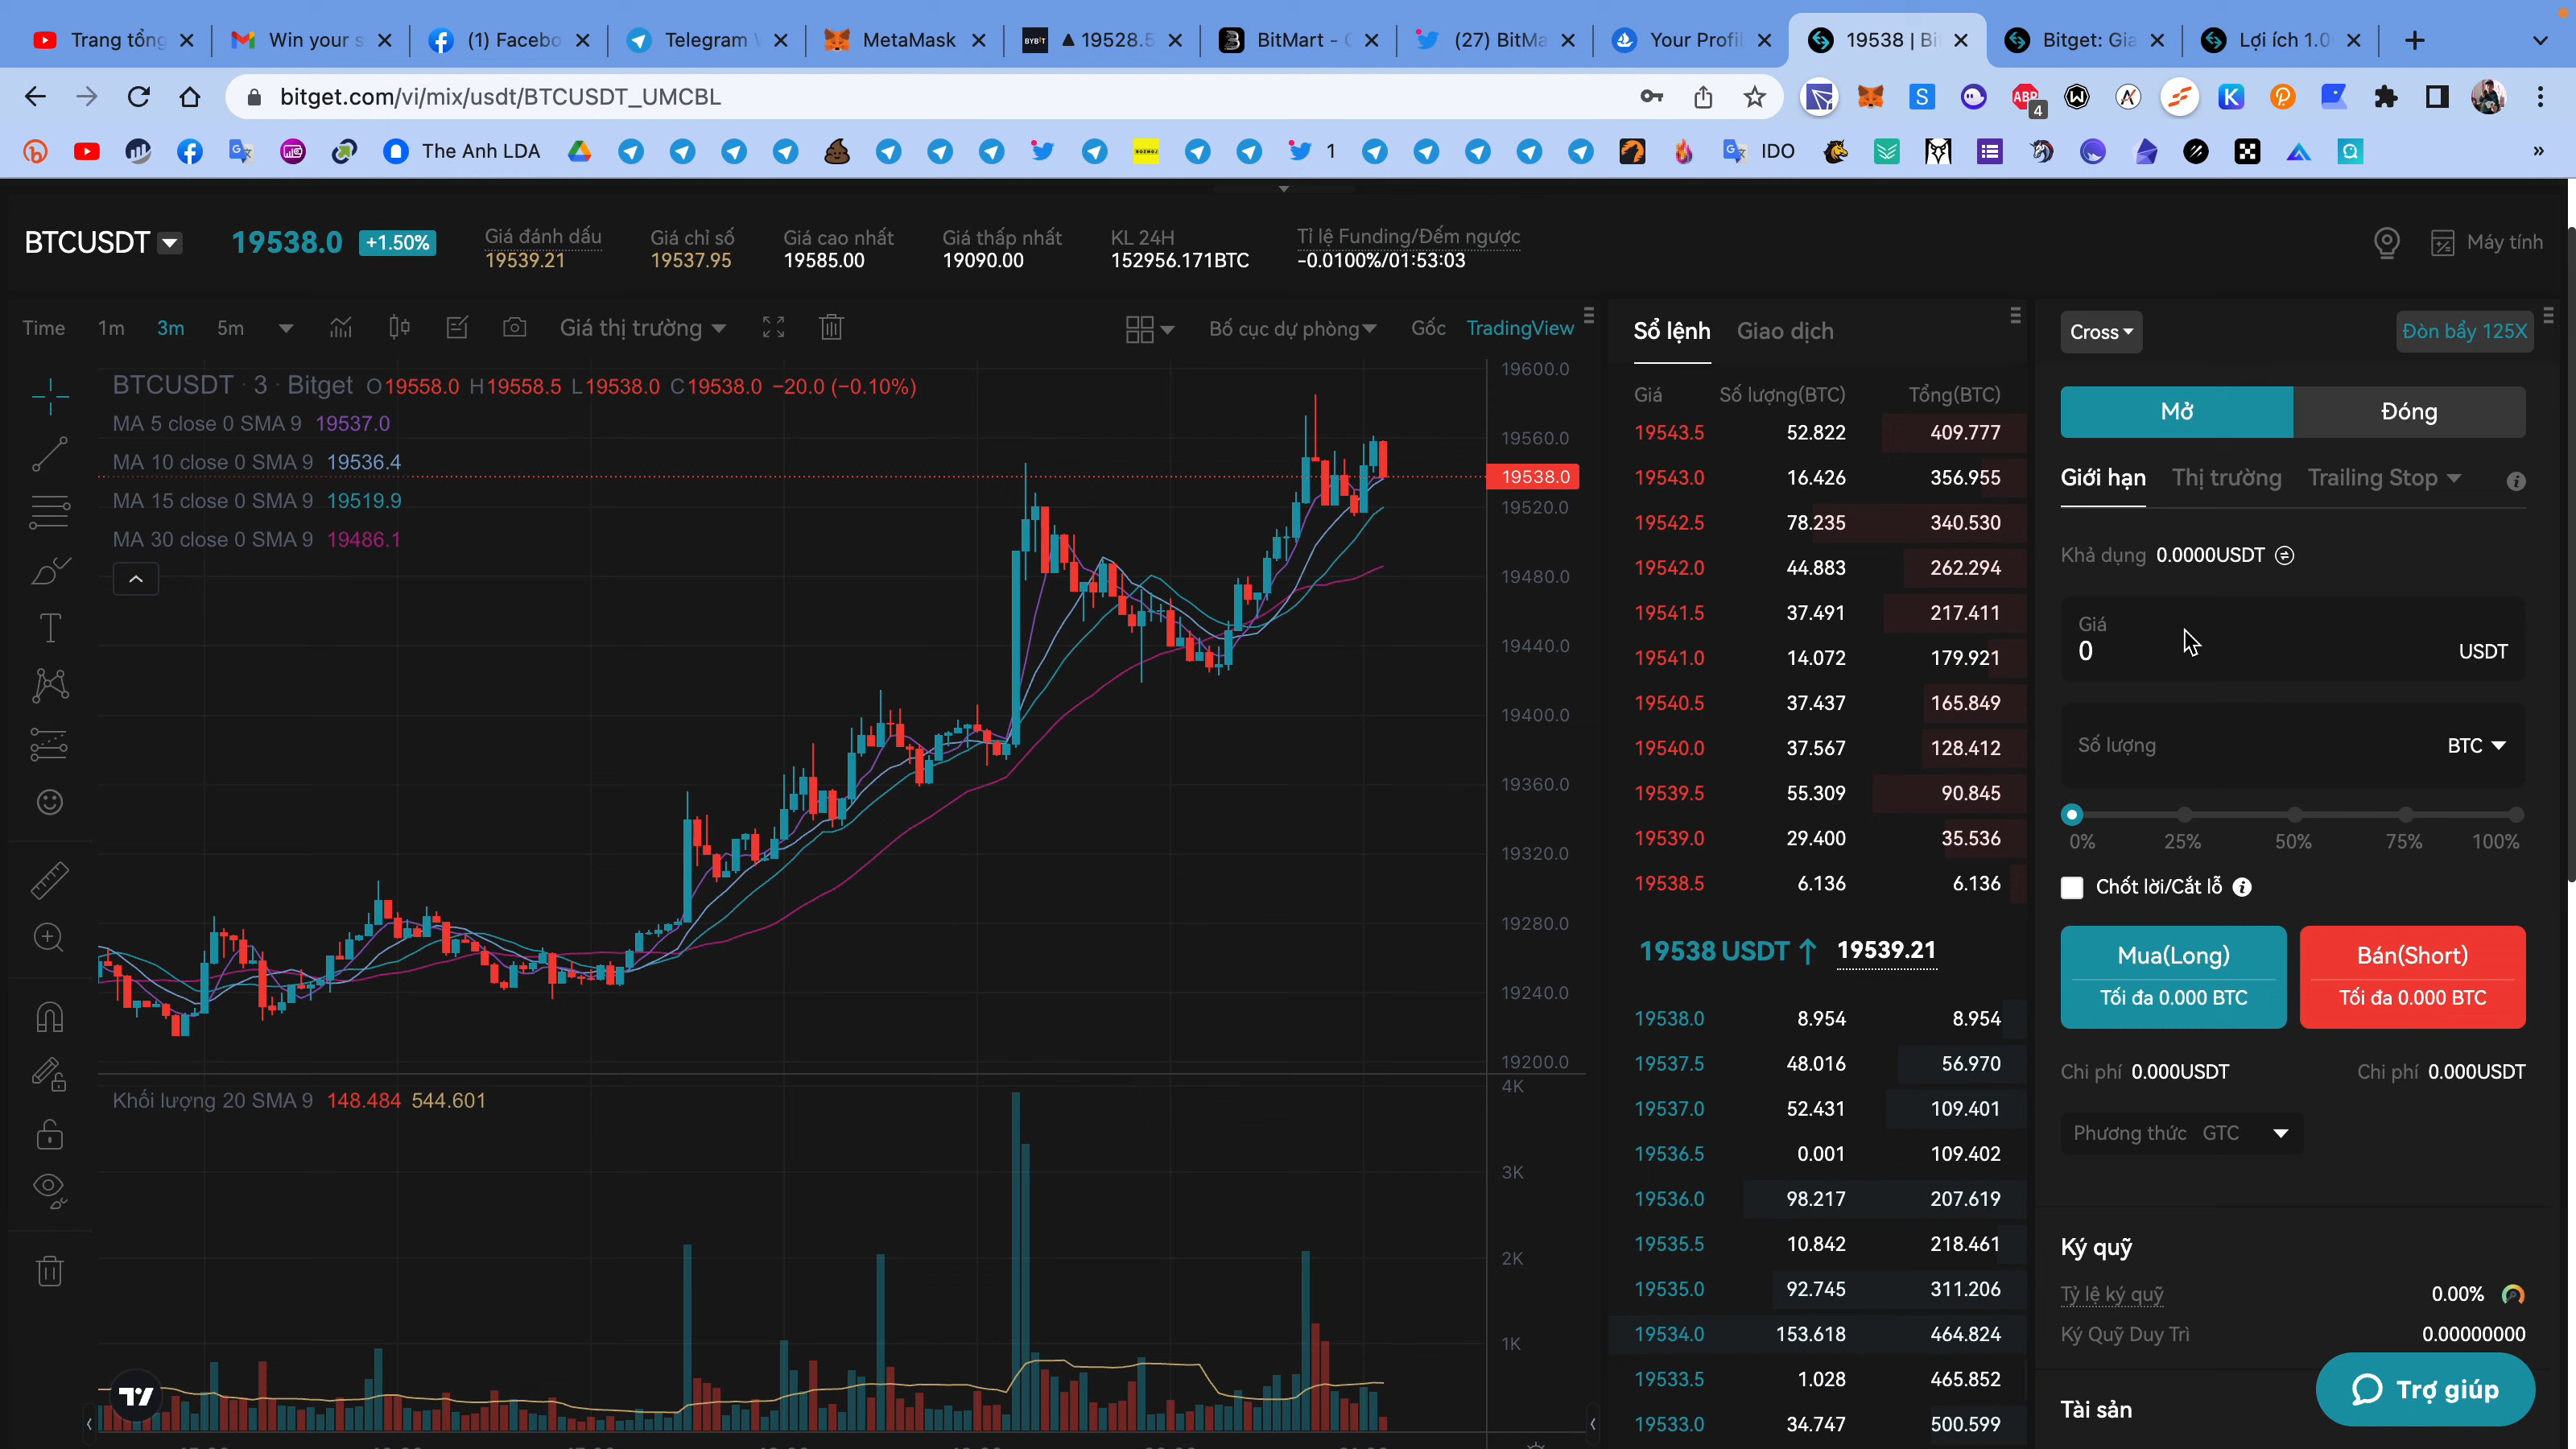 Trang tổng
Win your s
(1) Facebo
Telegram
MetaMask
BYBIT ▲ 19528.5
BitMart - 
(27) BitMa
Your Profil
19538 | Bi
Bitget: Gia
Lợi ích 1.0
bitget.com/vi/mix/usdt/BTCUSDT_UMCBL
ABP 4
The Anh LDA
1
IDO
BTCUSDT
19538.0
+1.50%
Giá đánh dấu
19539.21
Giá chỉ số
19537.95
Giá cao nhất
19585.00
Giá thấp nhất
19090.00
KL 24H
152956.171BTC
Tỉ lệ Funding/Đếm ngược
-0.0100%/01:53:03
Máy tính
Time 1m 3m 5m
Giá thị trường
Bố cục dự phòng
Gốc
TradingView
BTCUSDT · 3 · Bitget O19558.0 H19558.5 L19538.0 C19538.0 −20.0 (−0.10%)
MA 5 close 0 SMA 9 19537.0
MA 10 close 0 SMA 9 19536.4
MA 15 close 0 SMA 9 19519.9
MA 30 close 0 SMA 9 19486.1
19600.0
19560.0
19538.0
19520.0
19480.0
19440.0
19400.0
19360.0
19320.0
19280.0
19240.0
19200.0
Khối lượng 20 SMA 9 148.484 544.601
4K
3K
2K
1K
Sổ lệnh Giao dịch
Giá Số lượng(BTC) Tổng(BTC)
19543.5 52.822 409.777
19543.0 16.426 356.955
19542.5 78.235 340.530
19542.0 44.883 262.294
19541.5 37.491 217.411
19541.0 14.072 179.921
19540.5 37.437 165.849
19540.0 37.567 128.412
19539.5 55.309 90.845
19539.0 29.400 35.536
19538.5 6.136 6.136
19538 USDT ↑ 19539.21
19538.0 8.954 8.954
19537.5 48.016 56.970
19537.0 52.431 109.401
19536.5 0.001 109.402
19536.0 98.217 207.619
19535.5 10.842 218.461
19535.0 92.745 311.206
19534.0 153.618 464.824
19533.5 1.028 465.852
19533.0 34.747 500.599
Cross
Đòn bẩy 125X
Mở Đóng
Giới hạn Thị trường Trailing Stop
Khả dụng 0.0000USDT
Giá
0 USDT
Số lượng BTC
0% 25% 50% 75% 100%
Chốt lời/Cắt lỗ
Mua(Long)
Tối đa 0.000 BTC
Bán(Short)
Tối đa 0.000 BTC
Chi phí 0.000USDT
Chi phí 0.000USDT
Phương thức GTC
Ký quỹ
Tỷ lệ ký quỹ 0.00%
Ký Quỹ Duy Trì 0.00000000
Tài sản
Trợ giúp